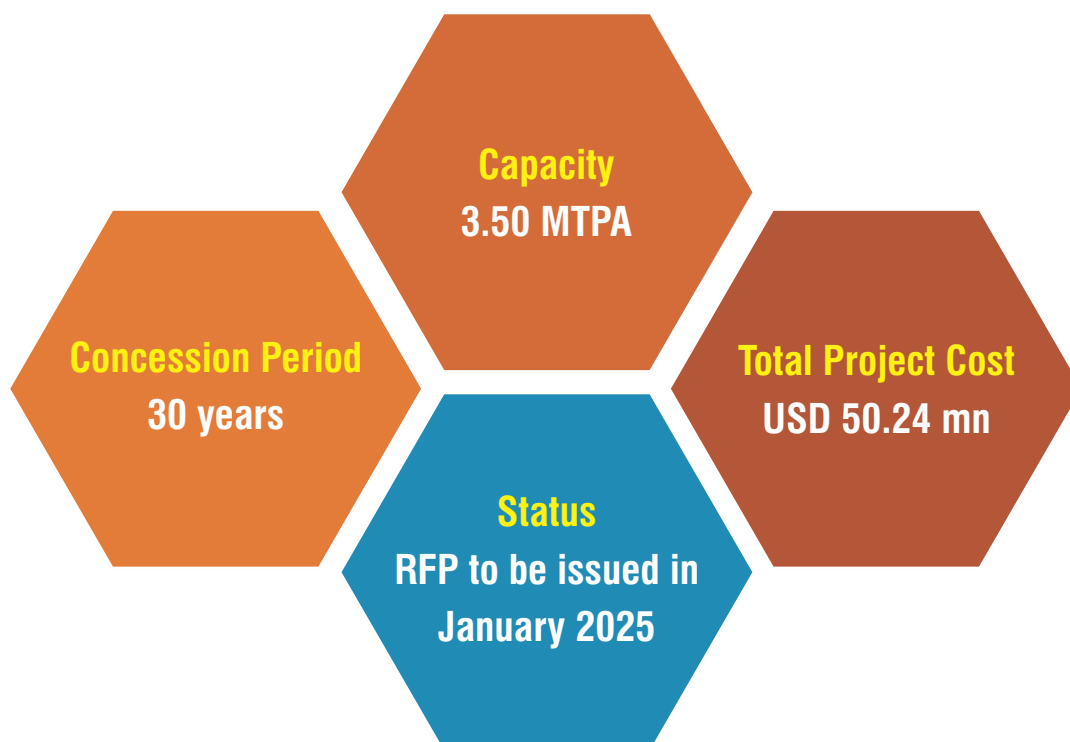 Capacity
3.50 MTPA
Concession Period
30 years
Total Project Cost
USD 50.24 mn
Status
RFP to be issued in
January 2025